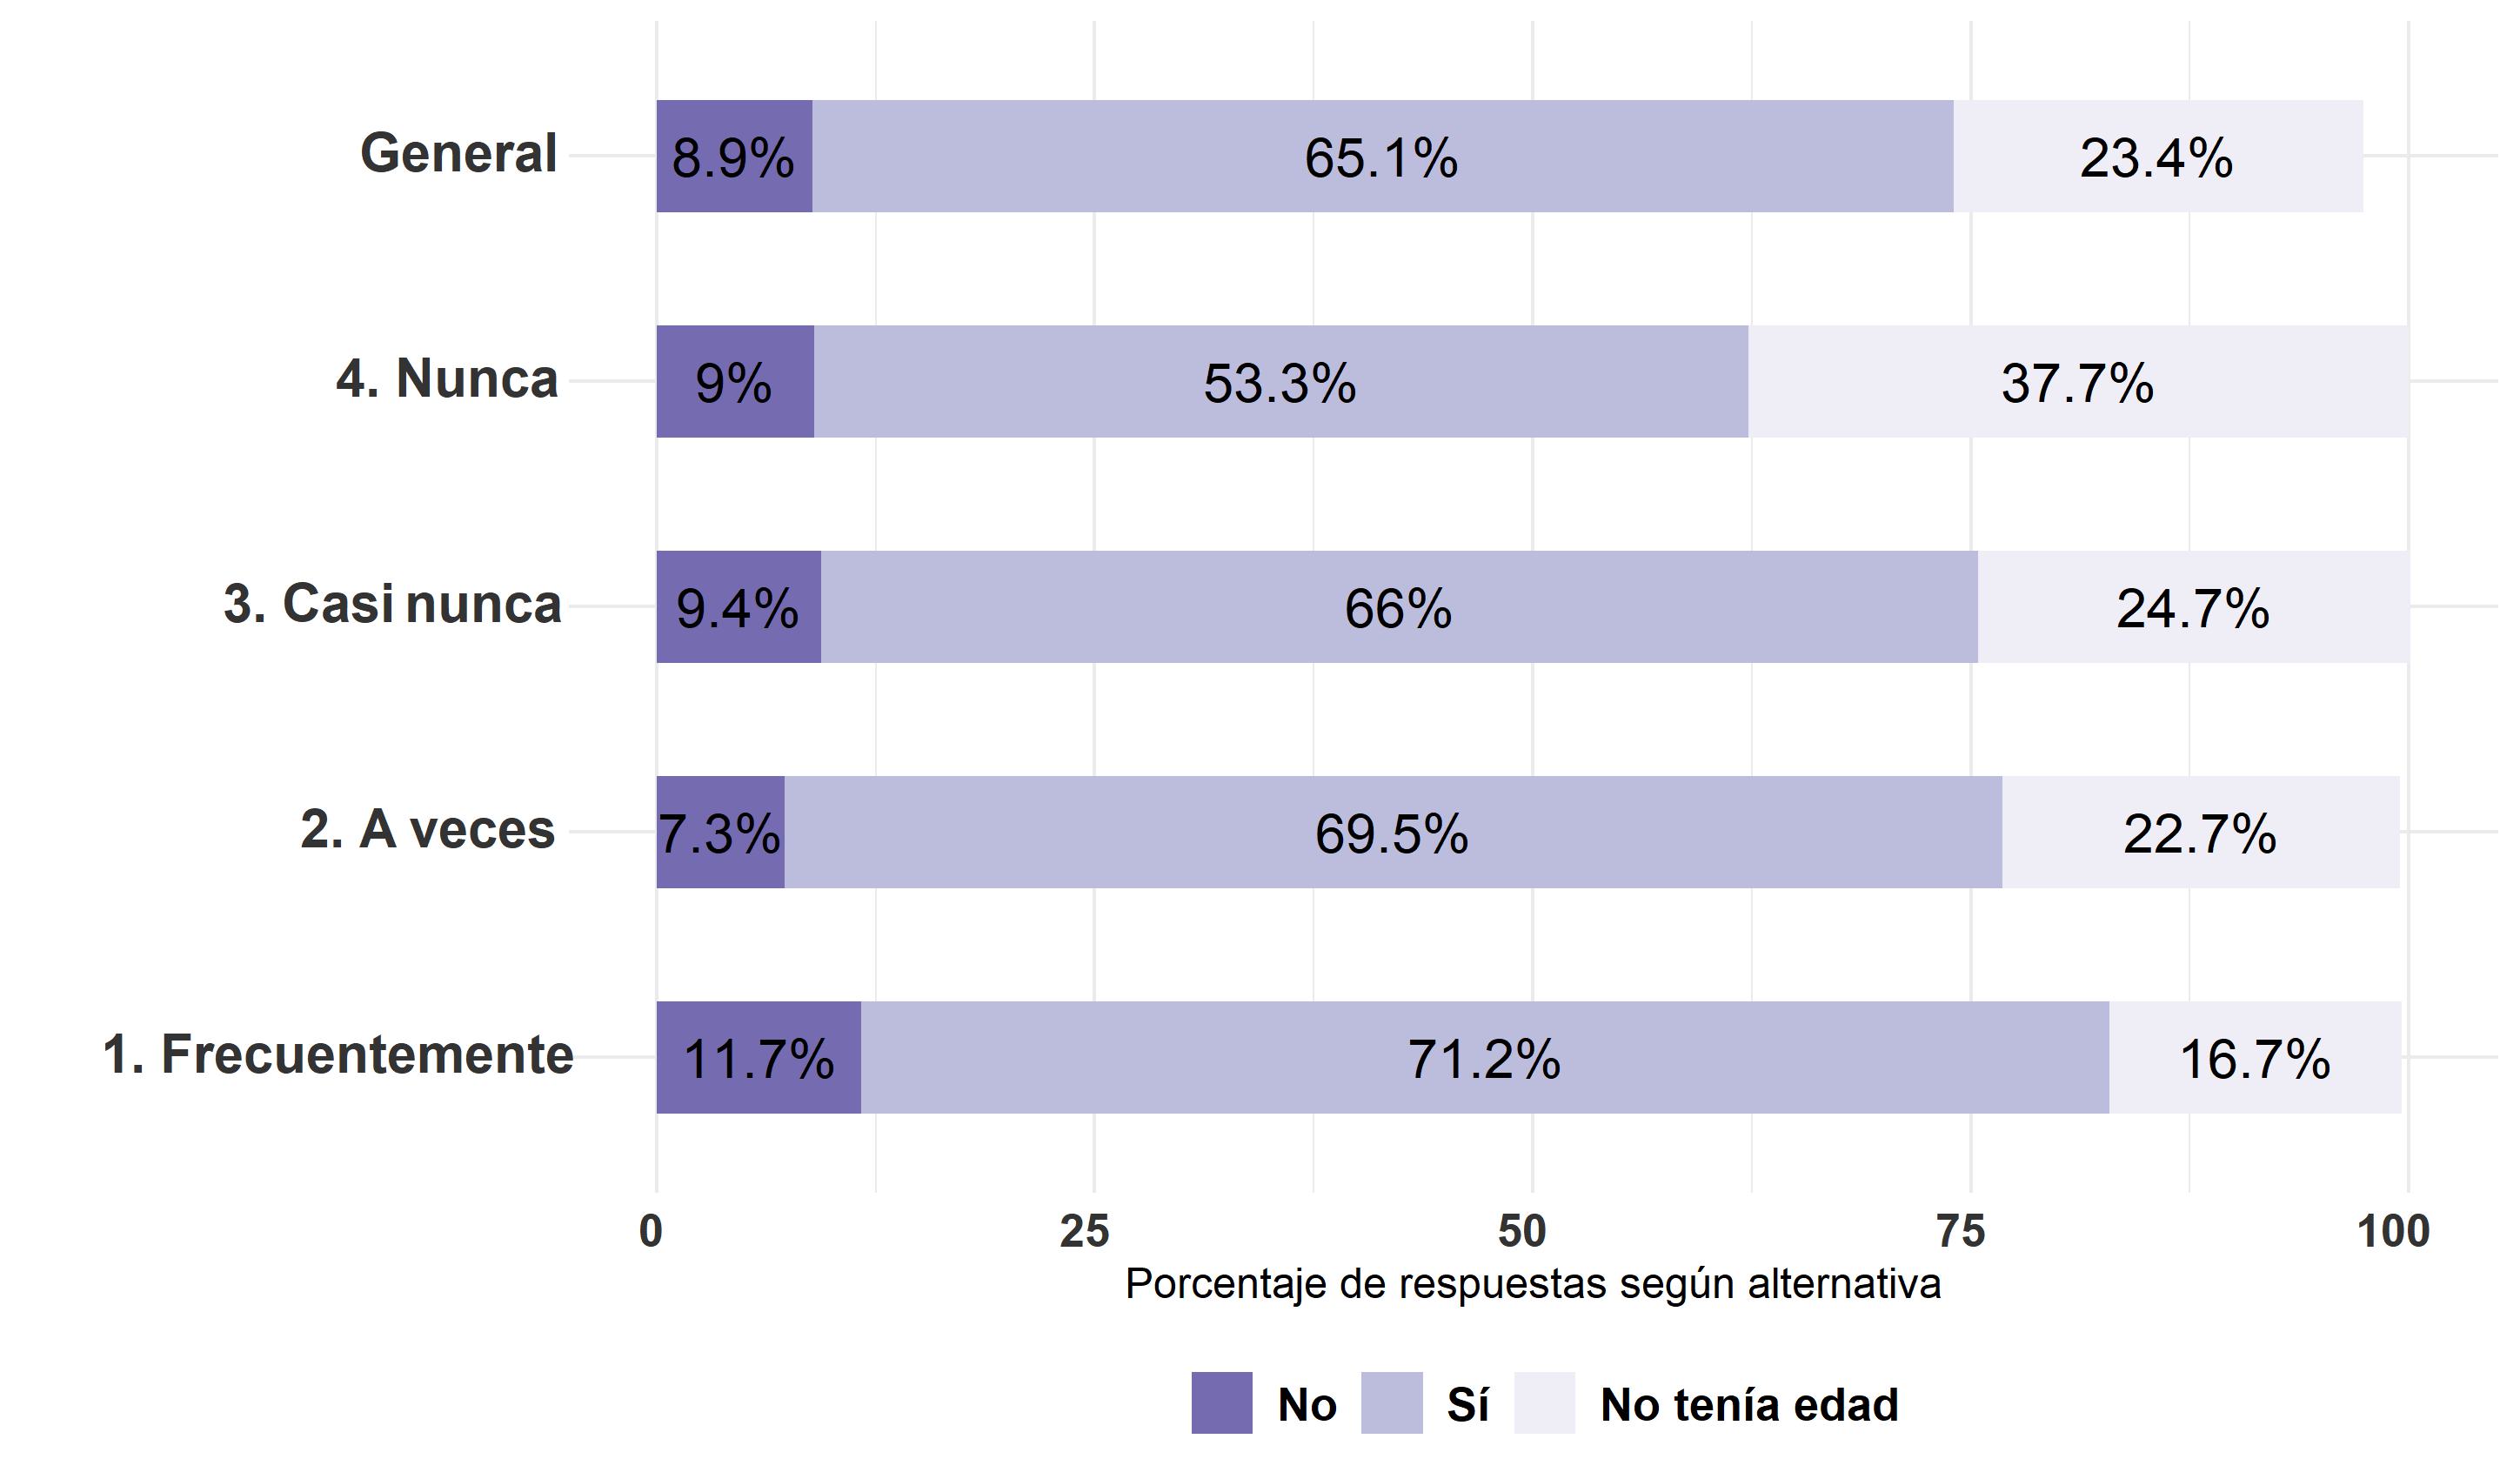 General 8.9% 65.1% 23.4%
4. Nunca 9% 53.3% 37.7%
3. Casi nunca 9.4% 66% 24.7%
2. A veces 7.3% 69.5% 22.7%
1. Frecuentemente 11.7% 71.2% 16.7%
0 25 50 75 100
Porcentaje de respuestas según alternativa
No Sí No tenía edad